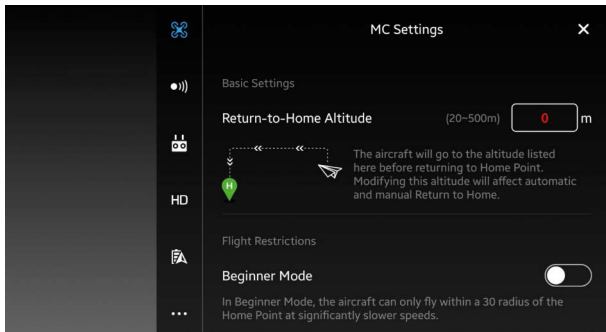 MC Settings
Basic Settings
Return-to-Home Altitude (20~500m) 0 m
The aircraft will go to the altitude listed
here before returning to Home Point.
Modifying this altitude will affect automatic
and manual Return to Home.
H
HD
Flight Restrictions
Beginner Mode
In Beginner Mode, the aircraft can only fly within a 30 radius of the
Home Point at significantly slower speeds.